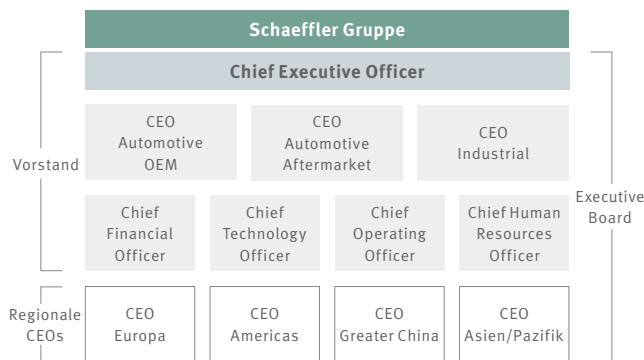 Schaeffler Gruppe
Chief Executive Officer
Vorstand
CEO
Automotive
OEM
CEO
Automotive
Aftermarket
CEO
Industrial
Chief
Financial
Officer
Chief
Technology
Officer
Chief
Operating
Officer
Chief Human
Resources
Officer
Executive
Board
Regionale
CEOs
CEO
Europa
CEO
Americas
CEO
Greater China
CEO
Asien/Pazifik